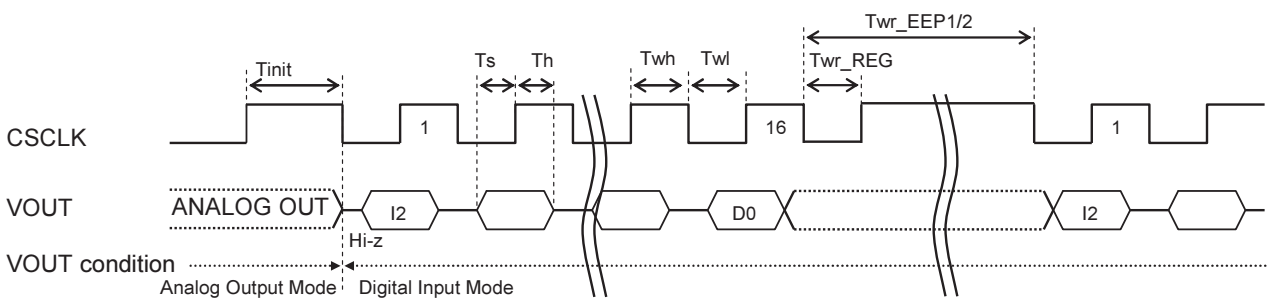 Twr_EEP1/2
Tinit
Ts
Th
Twh
Twl
Twr_REG
CSCLK
1
16
1
VOUT
ANALOG OUT
I2
D0
I2
Hi-z
VOUT condition
Analog Output Mode
Digital Input Mode